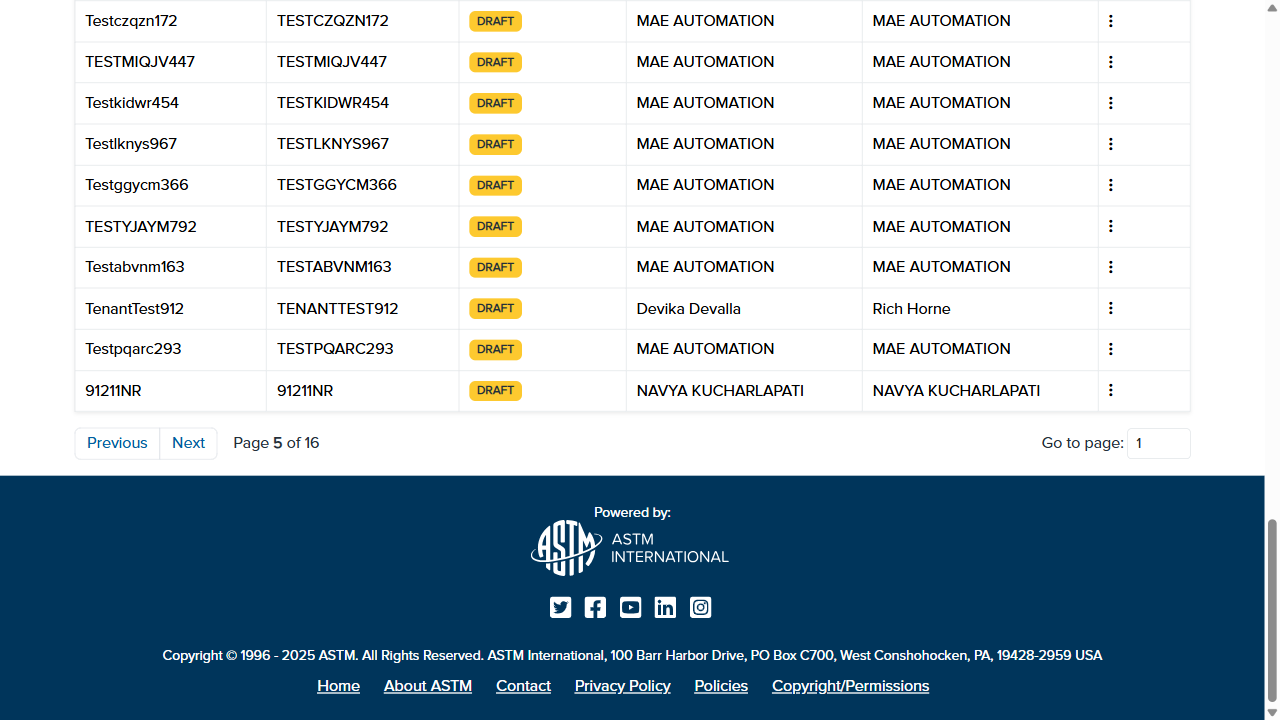 Testczqzn172 TESTCZQZN172 DRAFT MAE AUTOMATION MAE AUTOMATION
TESTMIQJV447 TESTMIQJV447 DRAFT MAE AUTOMATION MAE AUTOMATION
Testkidwr454 TESTKIDWR454 DRAFT MAE AUTOMATION MAE AUTOMATION
Testlknys967 TESTLKNYS967 DRAFT MAE AUTOMATION MAE AUTOMATION
Testggycm366 TESTGGYCM366 DRAFT MAE AUTOMATION MAE AUTOMATION
TESTYJAYM792 TESTYJAYM792 DRAFT MAE AUTOMATION MAE AUTOMATION
Testabvnm163 TESTABVNM163 DRAFT MAE AUTOMATION MAE AUTOMATION
TenantTest912 TENANTTEST912 DRAFT Devika Devalla Rich Horne
Testpqarc293 TESTPQARC293 DRAFT MAE AUTOMATION MAE AUTOMATION
91211NR 91211NR DRAFT NAVYA KUCHARLAPATI NAVYA KUCHARLAPATI
Previous Next Page 5 of 16 Go to page: 1
Powered by:
ASTM ASTM
INTERNATIONAL
Copyright © 1996 - 2025 ASTM. All Rights Reserved. ASTM International, 100 Barr Harbor Drive, PO Box C700, West Conshohocken, PA, 19428-2959 USA
Home About ASTM Contact Privacy Policy Policies Copyright/Permissions